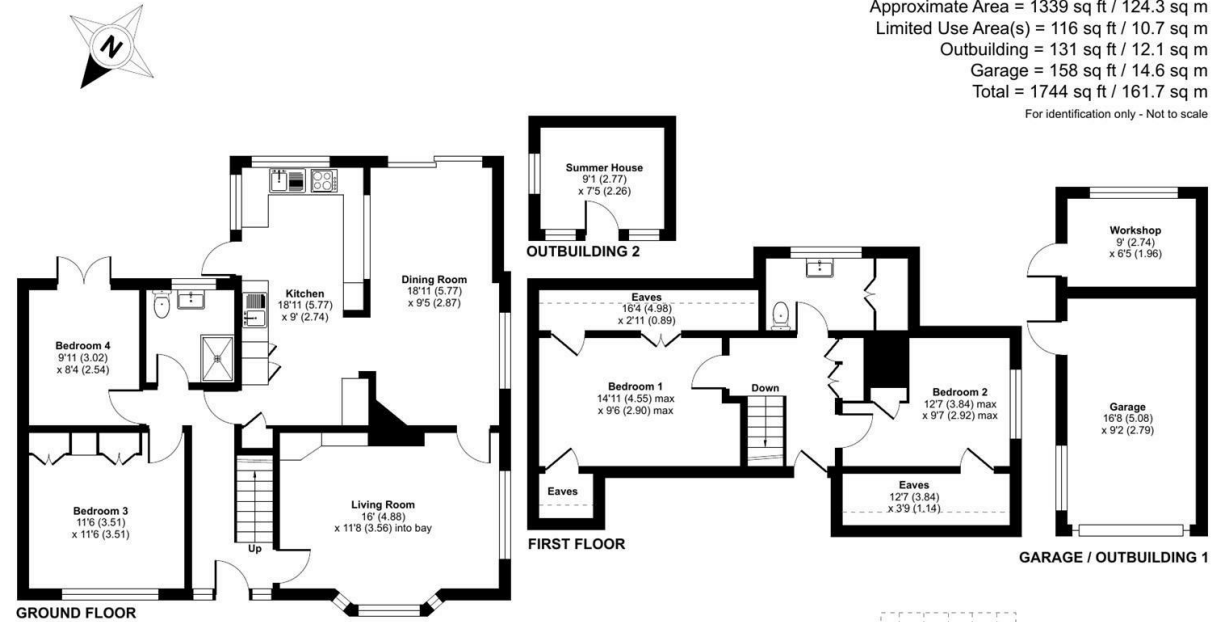 Approximate Area = 1339 sq ft / 124.3 sq m
Limited Use Area(s) = 116 sq ft / 10.7 sq m
Outbuilding = 131 sq ft / 12.1 sq m
Garage = 158 sq ft / 14.6 sq m
Total = 1744 sq ft / 161.7 sq m
For identification only - Not to scale
N
Summer House
9'1 (2.77)
x 7'5 (2.26)
OUTBUILDING 2
Workshop
9' (2.74)
x 6'5 (1.96)
Garage
16'8 (5.08)
x 9'2 (2.79)
GARAGE / OUTBUILDING 1
Kitchen
18'11 (5.77)
x 9' (2.74)
Dining Room
18'11 (5.77)
x 9'5 (2.87)
Bedroom 4
9'11 (3.02)
x 8'4 (2.54)
Bedroom 3
11'6 (3.51)
x 11'6 (3.51)
Living Room
16' (4.88)
x 11'8 (3.56) into bay
Up
GROUND FLOOR
Eaves
16'4 (4.98)
x 2'11 (0.89)
Bedroom 1
14'11 (4.55) max
x 9'6 (2.90) max
Down
Bedroom 2
12'7 (3.84) max
x 9'7 (2.92) max
Eaves
Eaves
12'7 (3.84)
x 3'9 (1.14)
FIRST FLOOR